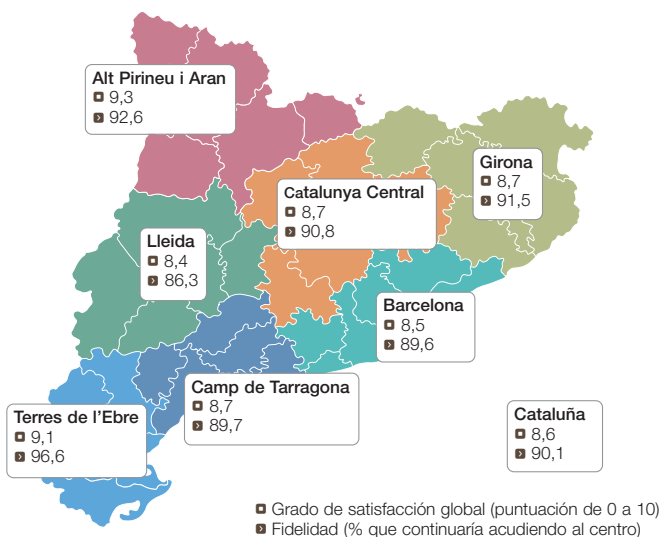 Alt Pirineu i Aran
9,3
92,6
Girona
8,7
91,5
Catalunya Central
8,7
90,8
Lleida
8,4
86,3
Barcelona
8,5
89,6
Camp de Tarragona
8,7
89,7
Terres de l'Ebre
9,1
96,6
Cataluña
8,6
90,1
Grado de satisfacción global (puntuación de 0 a 10)
Fidelidad (% que continuaría acudiendo al centro)